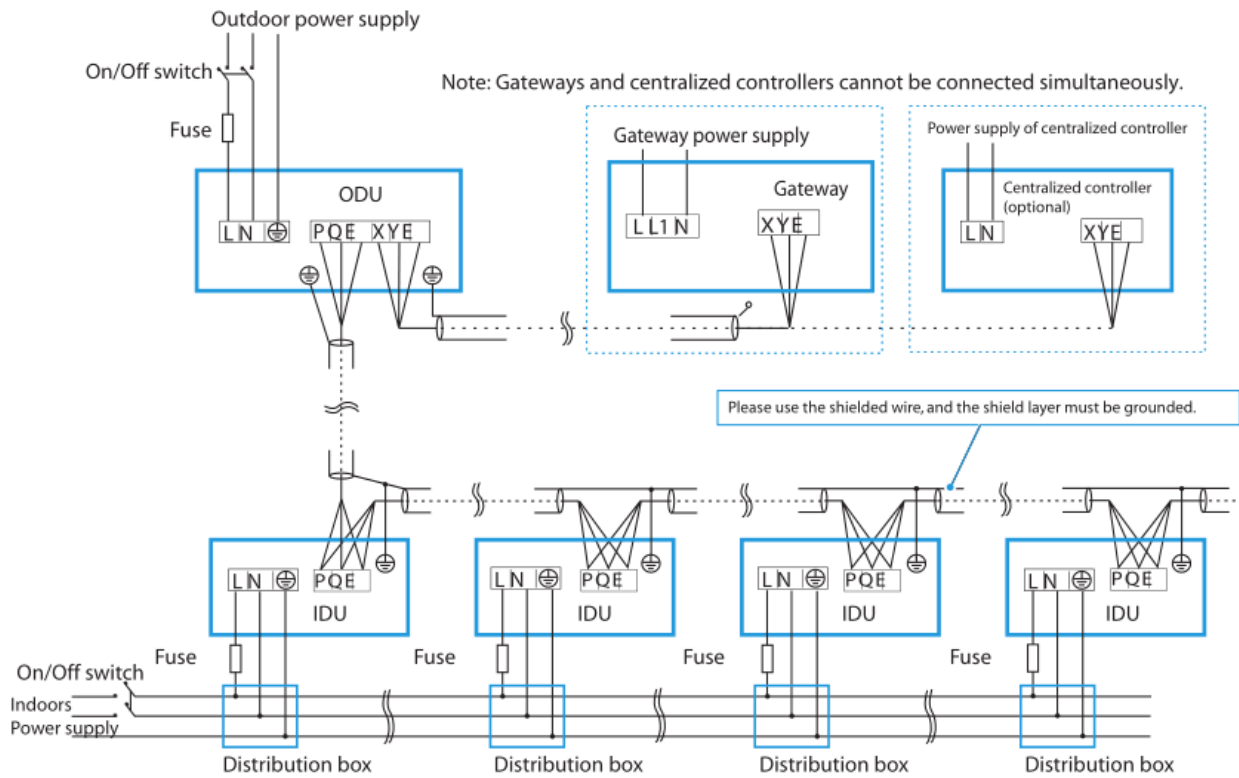 Outdoor power supply
On/Off switch
Note: Gateways and centralized controllers cannot be connected simultaneously.
Fuse
Gateway power supply
Power supply of centralized controller
ODU
Gateway
Centralized controller
(optional)
L N
P Q E X Y E
L L1 N
X Y E
L N
X Y E
Please use the shielded wire, and the shield layer must be grounded.
L N
P Q E
IDU
L N
P Q E
IDU
L N
P Q E
IDU
L N
P Q E
IDU
Fuse
Fuse
Fuse
Fuse
On/Off switch
Indoors
Power supply
Distribution box
Distribution box
Distribution box
Distribution box